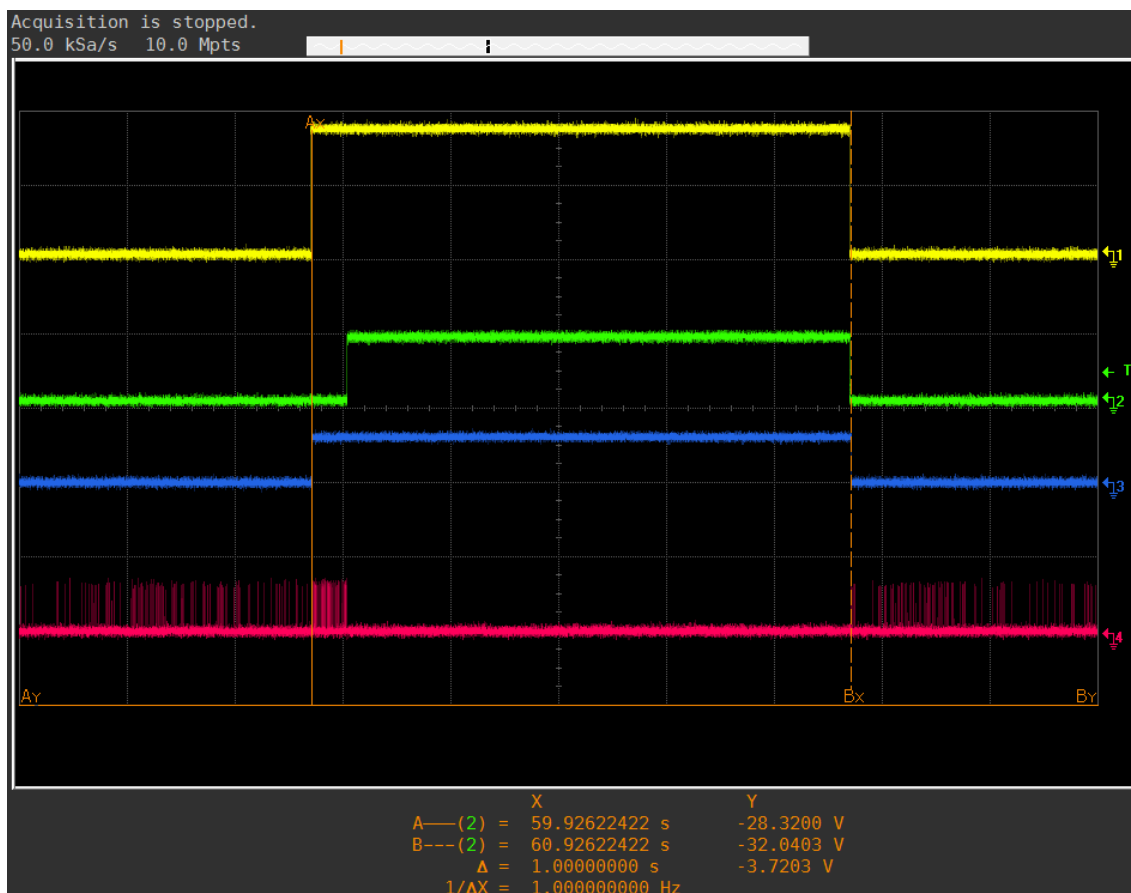 Acquisition is stopped.
50.0 kSa/s 10.0 Mpts
Ax
1
T
2
3
4
AY Bx BY
X Y
A───(2) = 59.92622422 s -28.3200 V
B---(2) = 60.92622422 s -32.0403 V
Δ = 1.00000000 s -3.7203 V
1/ΔX = 1.000000000 Hz